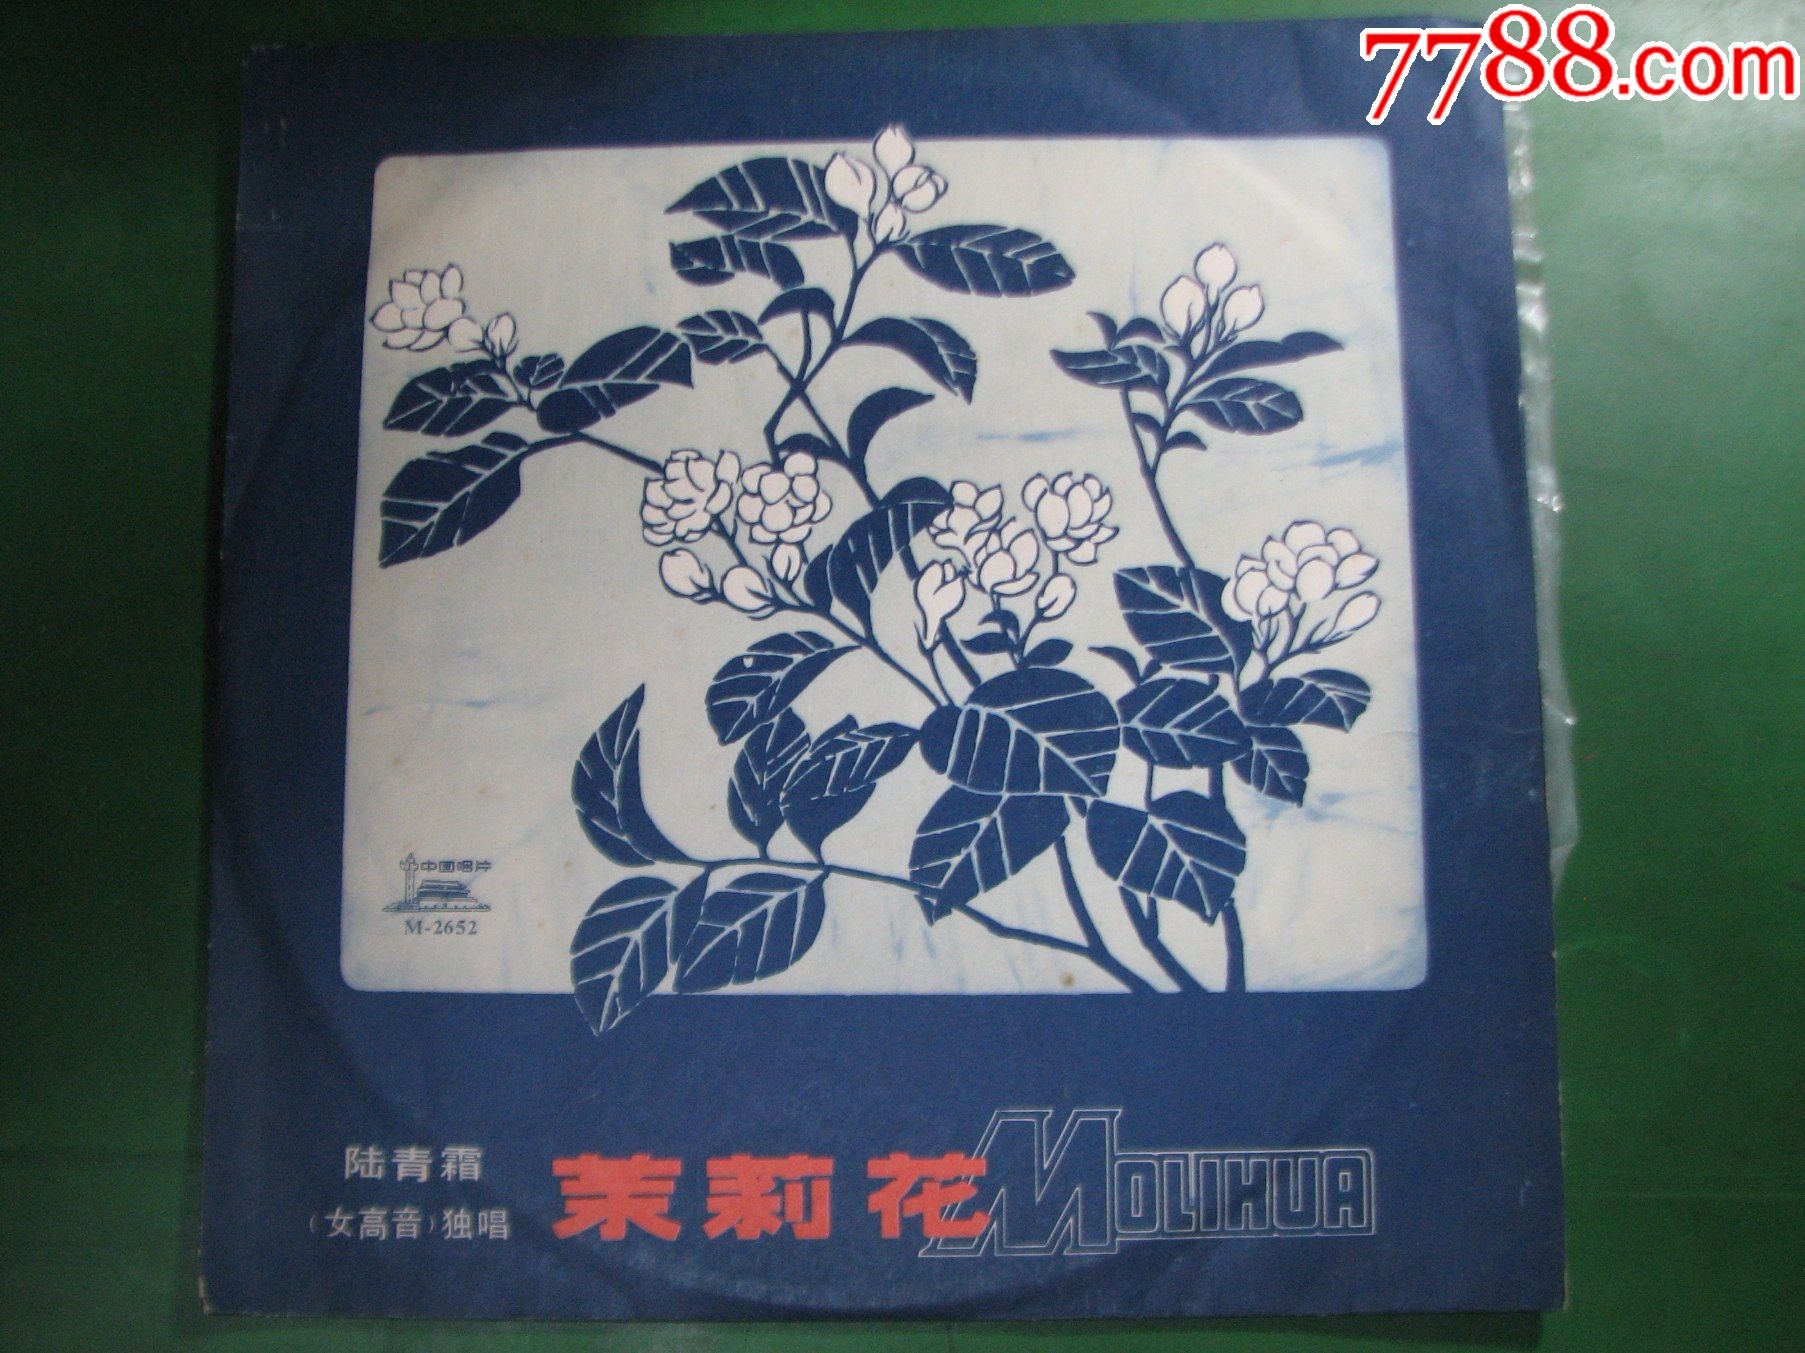 7788.com
中国唱片
M-2652
陆青霜
(女高音)独唱
茉莉花 MOLIHUA